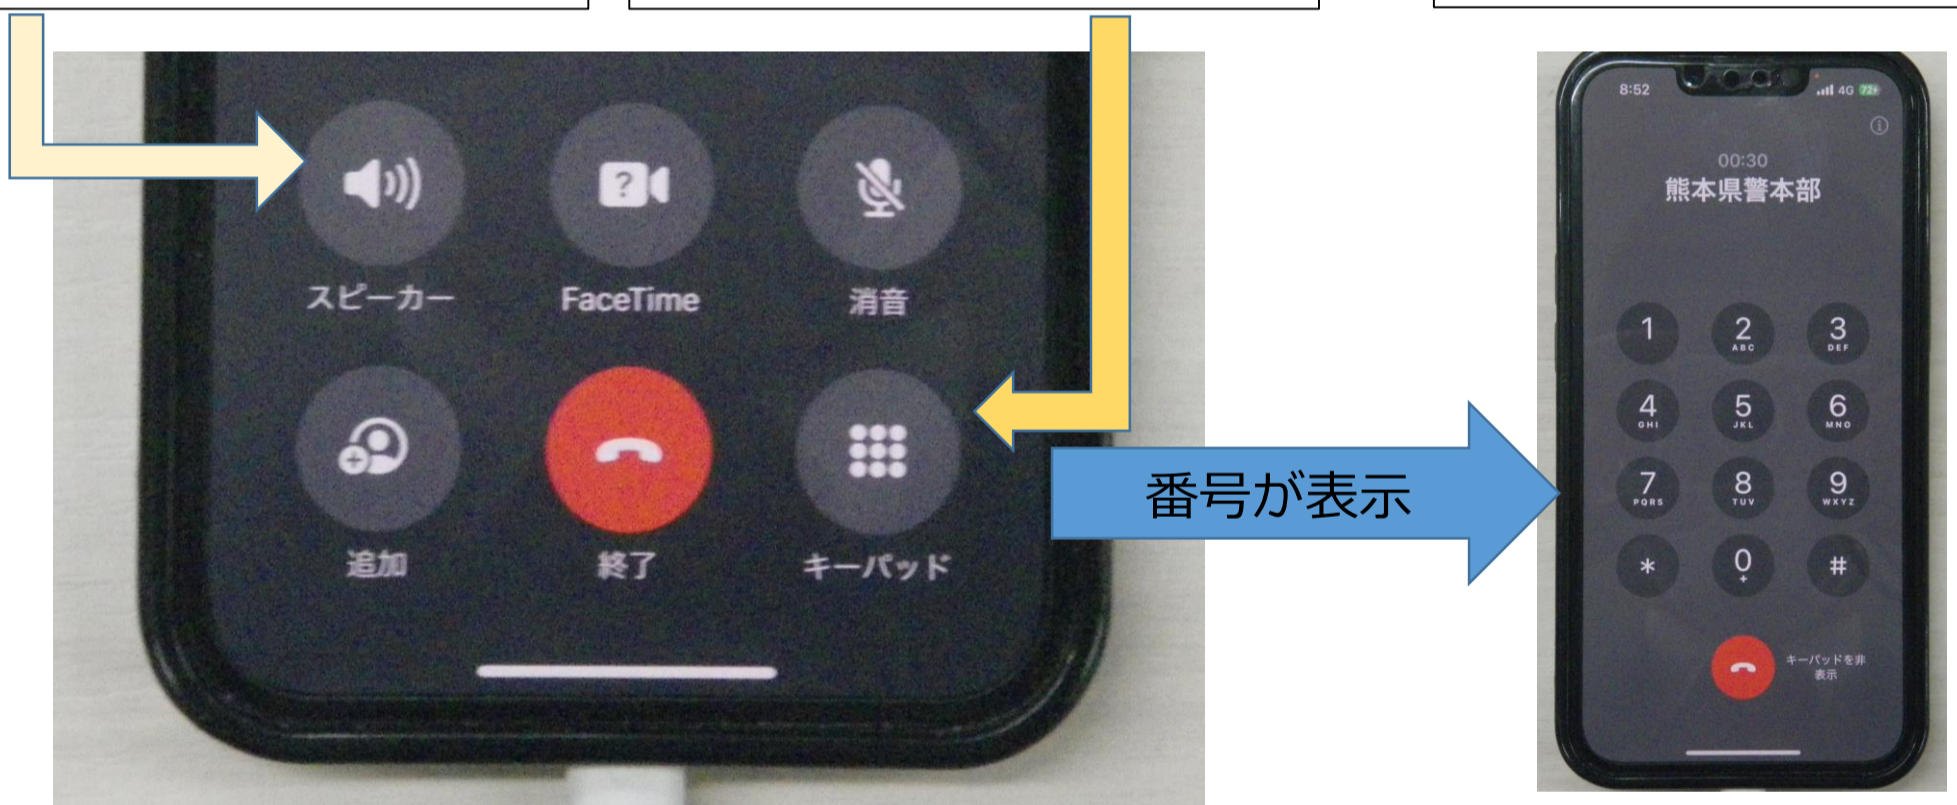 スピーカー
FaceTime
消音
追加
終了
キーパッド
番号が表示
8:52
4G 72
00:30
熊本県警本部
1
2
ABC
3
DEF
4
GHI
5
JKL
6
MNO
7
PQRS
8
TUV
9
WXYZ
*
0
+
#
キーパッドを非
表示